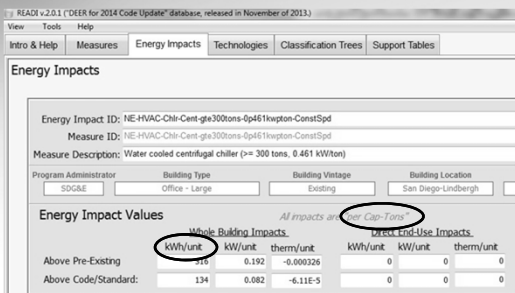 READI v.2.0.1 ("DEER for 2014 Code Update" database, released in November of 2013.)
View Tools Help
Intro & Help Measures Energy Impacts Technologies Classification Trees Support Tables
Energy Impacts
Energy Impact ID: NE-HVAC-Chlr-Cent-gte300tons-0p461kwpton-ConstSpd
Measure ID: NE-HVAC-Chlr-Cent-gte300tons-0p461kwpton-ConstSpd
Measure Description: Water cooled centrifugal chiller (>= 300 tons, 0.461 kW/ton)
Program Administrator Building Type Building Vintage Building Location
SDG&E Office - Large Existing San Diego-Lindbergh
Energy Impact Values All impacts are "per Cap-Tons"
Whole Building Impacts Direct End-Use Impacts
kWh/unit kW/unit therm/unit kWh/unit kW/unit therm/unit
Above Pre-Existing 316 0.192 -0.000326 0 0 0
Above Code/Standard: 134 0.082 -6.11E-5 0 0 0